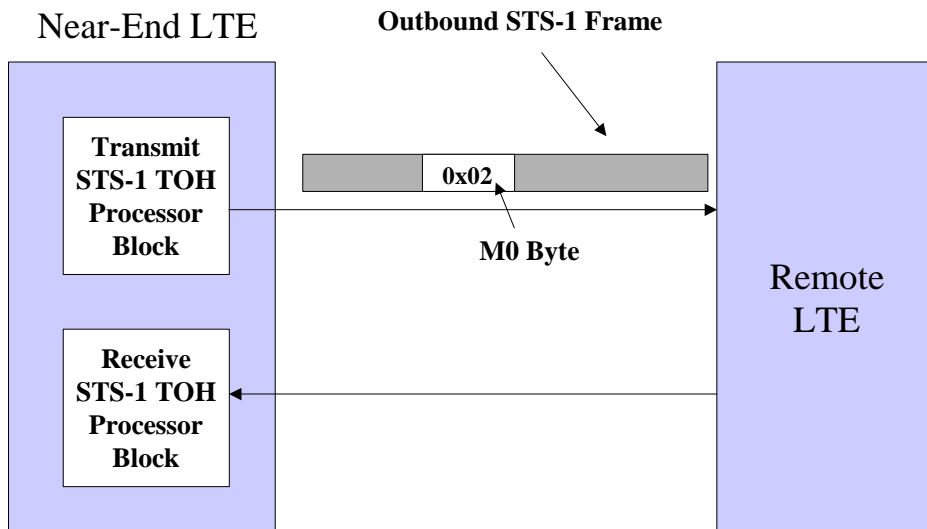 Near-End LTE
Outbound STS-1 Frame
Transmit
STS-1 TOH
Processor
Block
0x02
M0 Byte
Remote
LTE
Receive
STS-1 TOH
Processor
Block